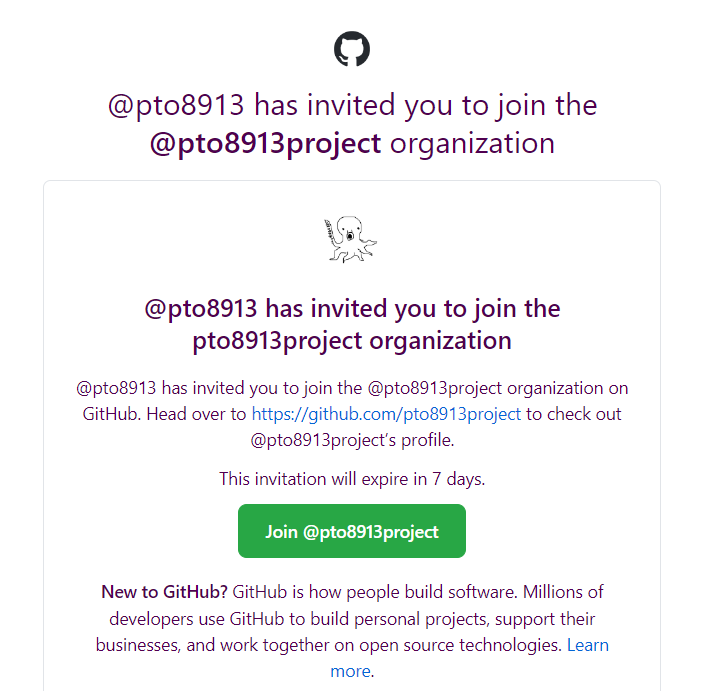 @pto8913 has invited you to join the
@pto8913project organization
@pto8913 has invited you to join the
pto8913project organization
@pto8913 has invited you to join the @pto8913project organization on
GitHub. Head over to https://github.com/pto8913project to check out
@pto8913project’s profile.
This invitation will expire in 7 days.
Join @pto8913project
New to GitHub? GitHub is how people build software. Millions of
developers use GitHub to build personal projects, support their
businesses, and work together on open source technologies. Learn
more.